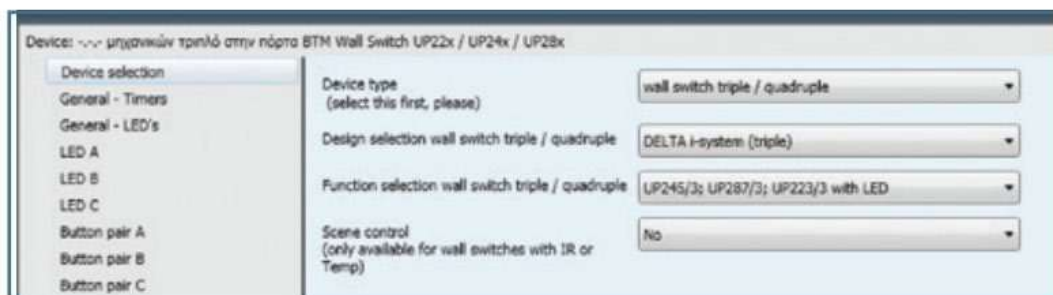 Device: -.-.- μηχανικών τριπλό στην πόρτα BTM Wall Switch UP22x / UP24x / UP28x
Device selection
General - Timers
General - LED's
LED A
LED B
LED C
Button pair A
Button pair B
Button pair C
Device type
(select this first, please)
wall switch triple / quadruple
Design selection wall switch triple / quadruple
DELTA i-system (triple)
Function selection wall switch triple / quadruple
UP245/3; UP287/3; UP223/3 with LED
Scene control
(only available for wall switches with IR or
Temp)
No